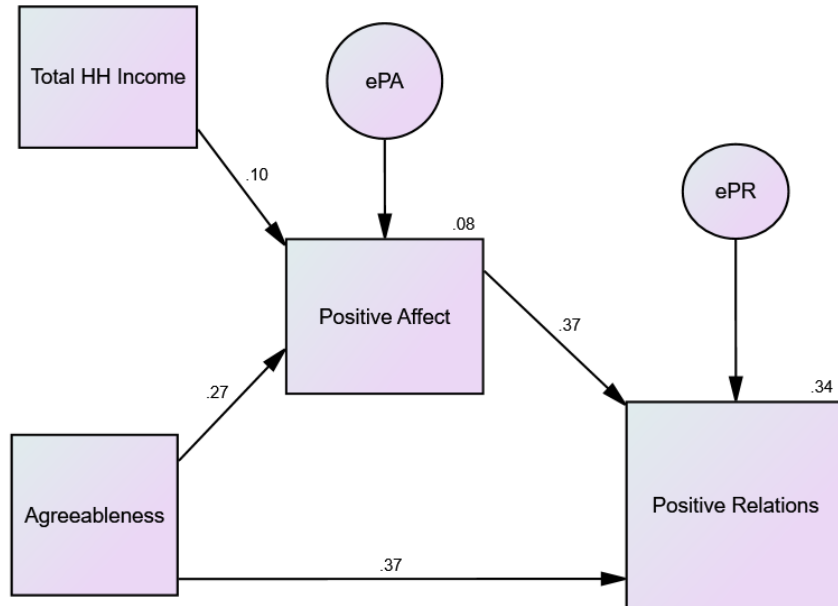 Total HH Income
ePA
.10
ePR
.08
Positive Affect
.37
.27
.34
Agreeableness
Positive Relations
.37